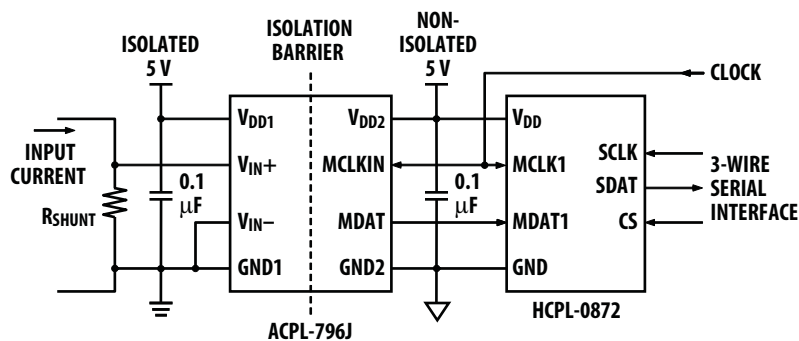 ISOLATED
5 V
ISOLATION
BARRIER
NON-
ISOLATED
5 V
CLOCK
INPUT
CURRENT
RSHUNT
0.1
μF
VDD1
VIN+
VIN–
GND1
VDD2
MCLKIN
MDAT
GND2
ACPL-796J
0.1
μF
VDD
MCLK1
MDAT1
GND
SCLK
SDAT
CS
HCPL-0872
3-WIRE
SERIAL
INTERFACE